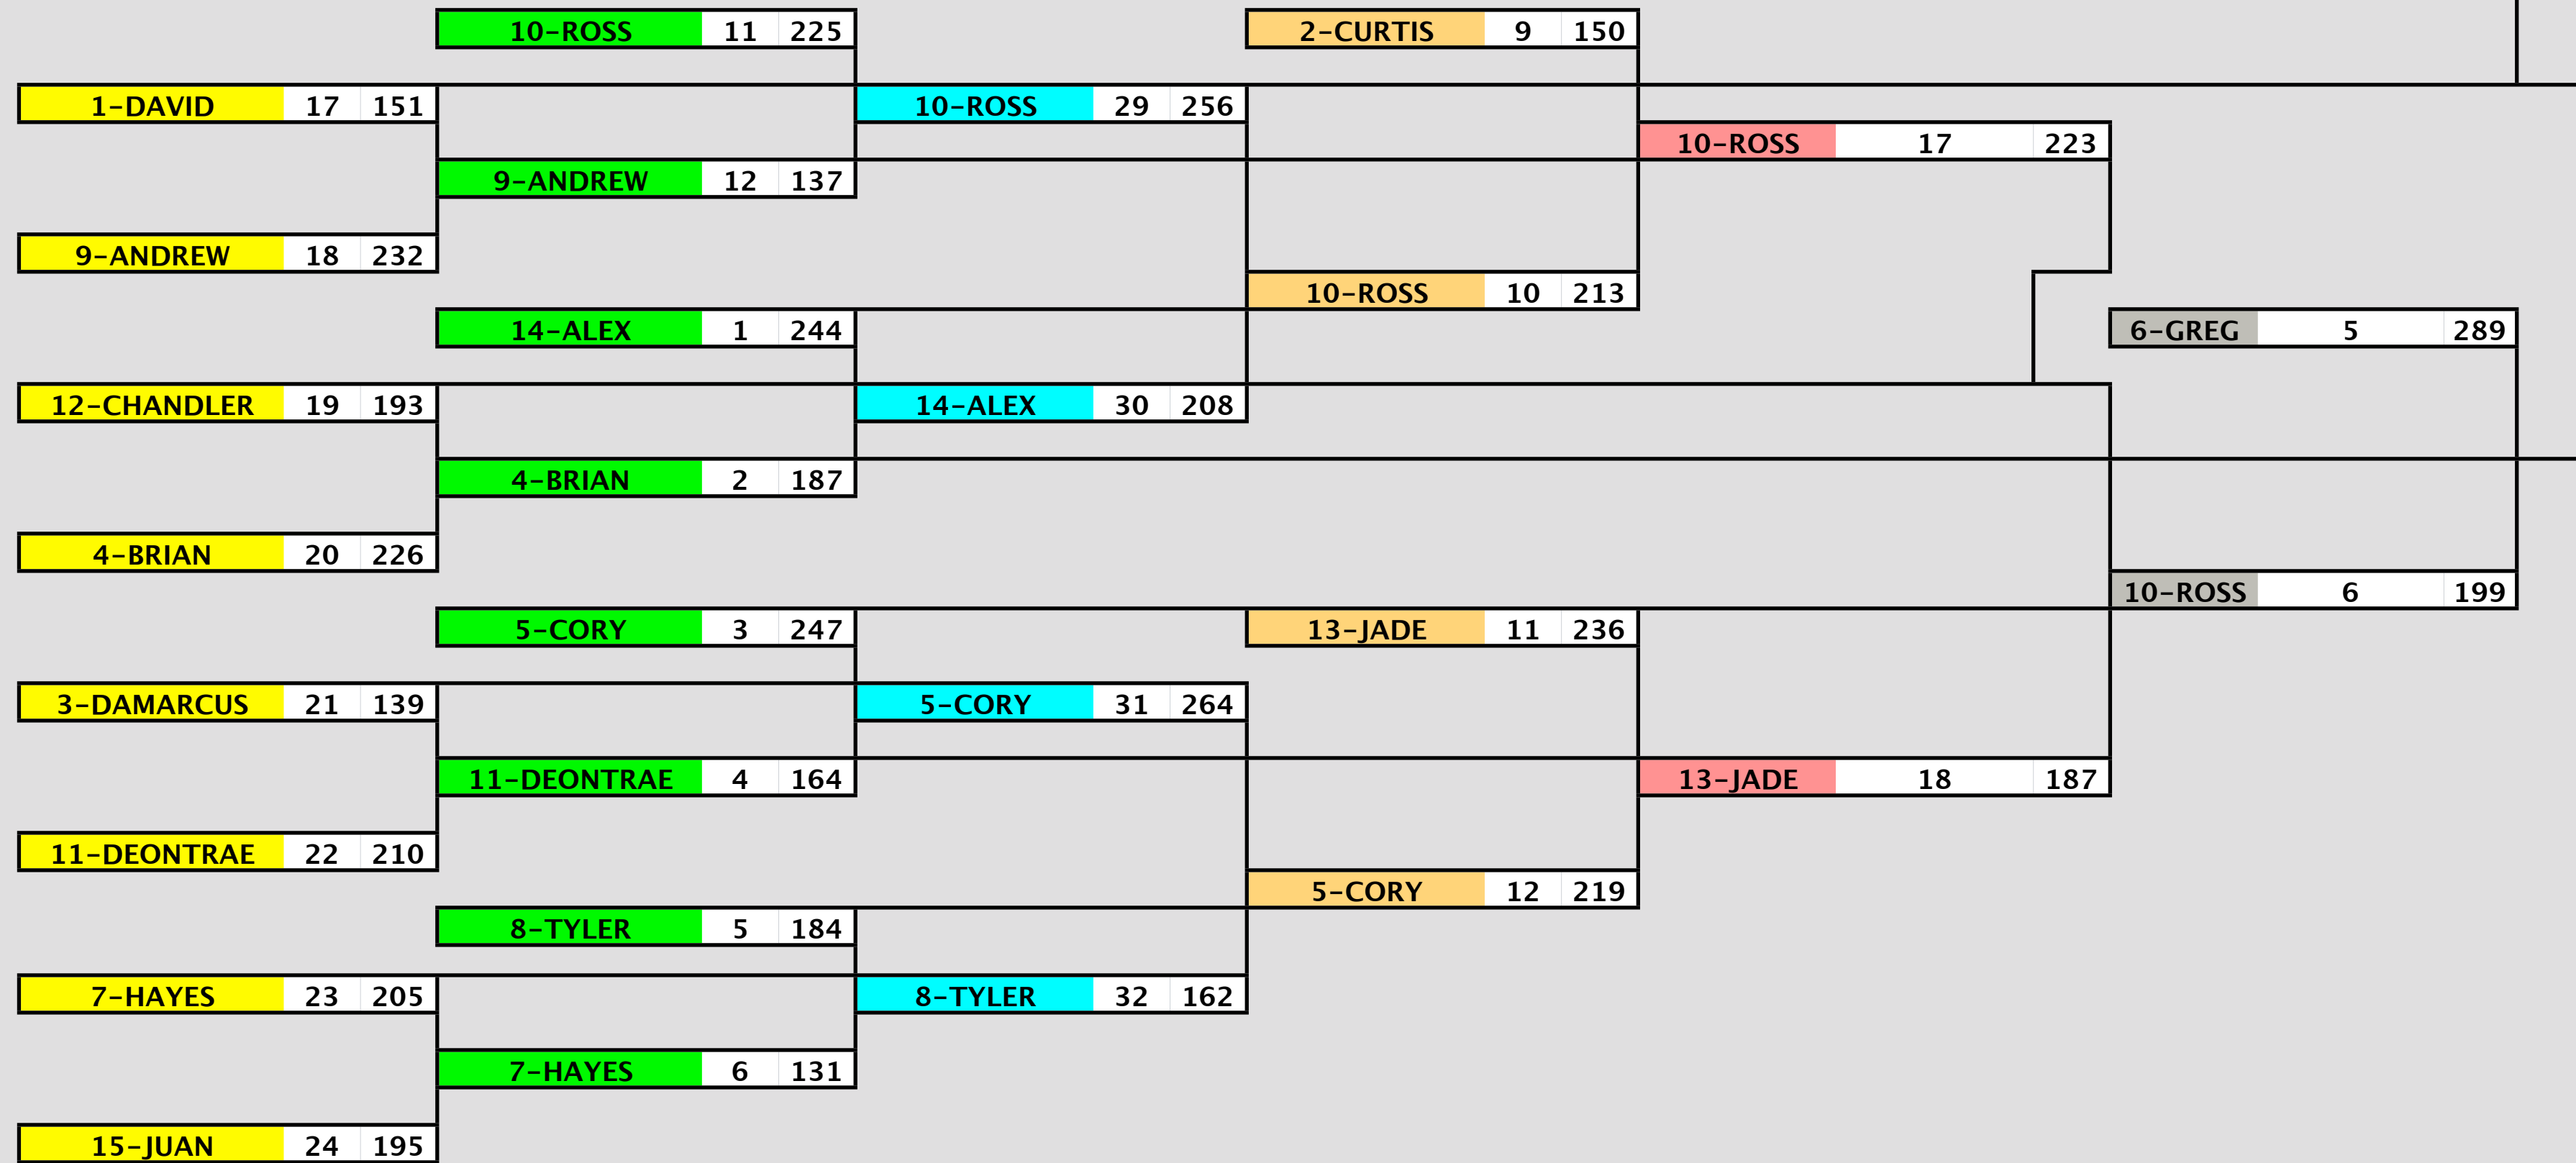 10-ROSS 11 225
2-CURTIS 9 150
1-DAVID 17 151
10-ROSS 29 256
10-ROSS 17 223
9-ANDREW 12 137
9-ANDREW 18 232
10-ROSS 10 213
14-ALEX 1 244
6-GREG 5 289
12-CHANDLER 19 193
14-ALEX 30 208
4-BRIAN 2 187
4-BRIAN 20 226
10-ROSS 6 199
5-CORY 3 247
13-JADE 11 236
3-DAMARCUS 21 139
5-CORY 31 264
11-DEONTRAE 4 164
13-JADE 18 187
11-DEONTRAE 22 210
5-CORY 12 219
8-TYLER 5 184
7-HAYES 23 205
8-TYLER 32 162
7-HAYES 6 131
15-JUAN 24 195